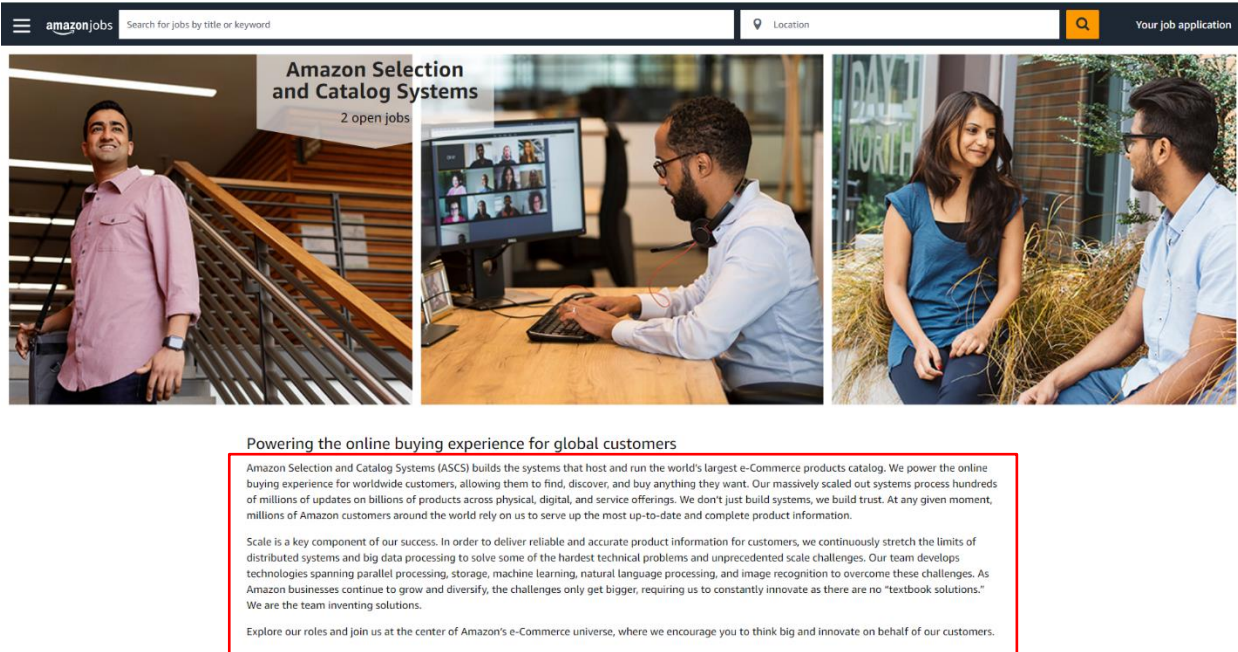 amazonjobs
Search for jobs by title or keyword
Location
Your job application
Amazon Selection
and Catalog Systems
2 open jobs
DAY 1
NORTH
Powering the online buying experience for global customers
Amazon Selection and Catalog Systems (ASCS) builds the systems that host and run the world's largest e-Commerce products catalog. We power the online
buying experience for worldwide customers, allowing them to find, discover, and buy anything they want. Our massively scaled out systems process hundreds
of millions of updates on billions of products across physical, digital, and service offerings. We don't just build systems, we build trust. At any given moment,
millions of Amazon customers around the world rely on us to serve up the most up-to-date and complete product information.
Scale is a key component of our success. In order to deliver reliable and accurate product information for customers, we continuously stretch the limits of
distributed systems and big data processing to solve some of the hardest technical problems and unprecedented scale challenges. Our team develops
technologies spanning parallel processing, storage, machine learning, natural language processing, and image recognition to overcome these challenges. As
Amazon businesses continue to grow and diversify, the challenges only get bigger, requiring us to constantly innovate as there are no "textbook solutions."
We are the team inventing solutions.
Explore our roles and join us at the center of Amazon's e-Commerce universe, where we encourage you to think big and innovate on behalf of our customers.